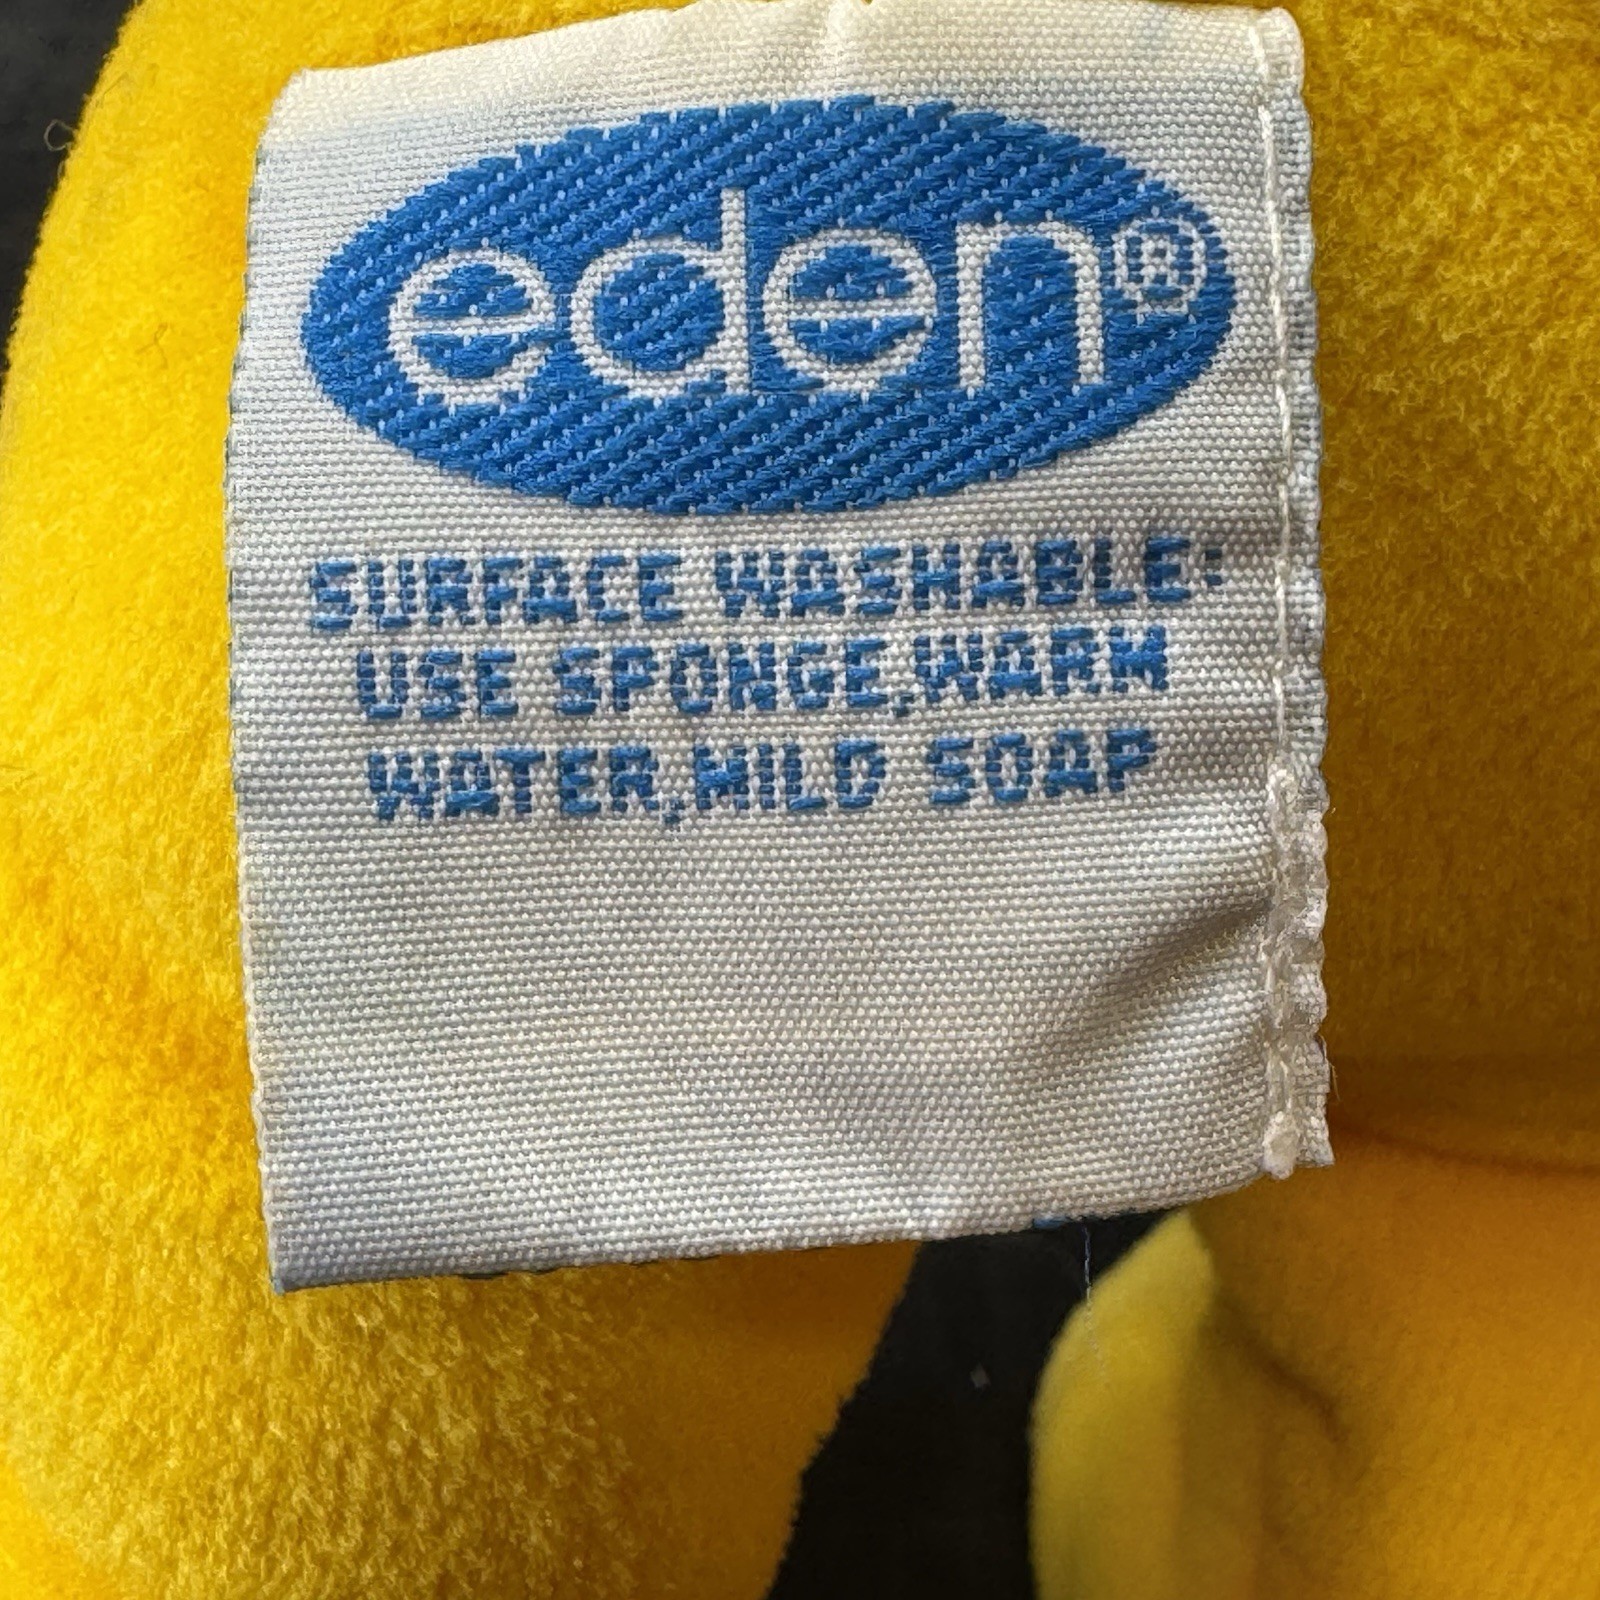 eden®
SURFACE WASHABLE:
USE SPONGE,WARM
WATER,MILD SOAP